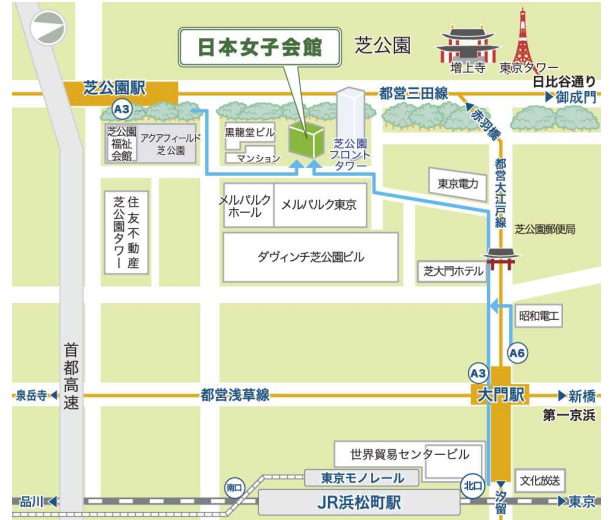 日本女子会館
芝公園
増上寺
東京タワー
日比谷通り
芝公園駅
都営三田線
御成門
A3
赤羽橋
芝公園
福祉
会館
アクアフィールド
芝公園
黒龍堂ビル
マンション
芝公園
フロント
タワー
都営大江戸線
東京電力
住友不動産
芝公園タワー
メルパルク
ホール
メルパルク東京
芝公園郵便局
ダヴィンチ芝公園ビル
芝大門ホテル
昭和電工
首都高速
A3
A6
泉岳寺
都営浅草線
大門駅
新橋
第一京浜
世界貿易センタービル
東京モノレール
南口
北口
文化放送
品川
JR浜松町駅
汐留
東京